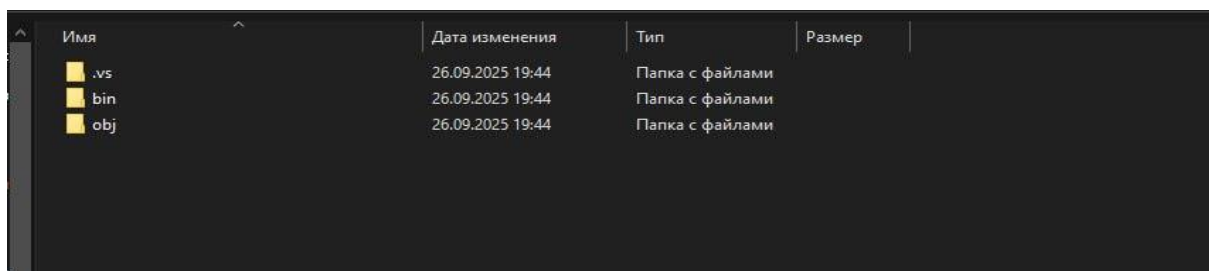 Имя Дата изменения Тип Размер
.vs 26.09.2025 19:44 Папка с файлами
bin 26.09.2025 19:44 Папка с файлами
obj 26.09.2025 19:44 Папка с файлами